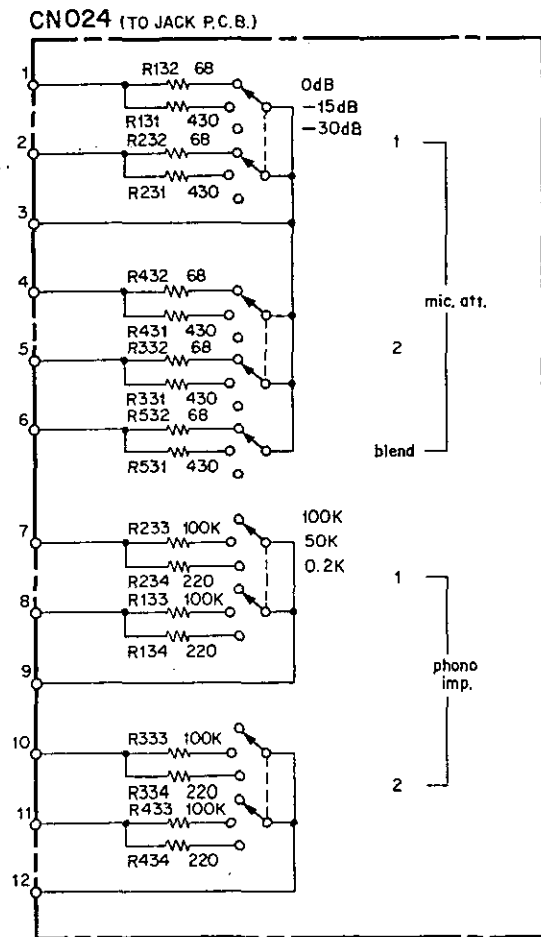 CN024 (TO JACK P.C.B.)
1
R132 68
0dB
R131 430
-15dB
-30dB
2
R232 68
1
R231 430
3
4
R432 68
mic. att.
R431 430
5
R332 68
2
R331 430
6
R532 68
blend
R531 430
7
R233 100K
100K
50K
R234 220
0.2K
8
R133 100K
1
R134 220
9
phono
imp.
10
R333 100K
R334 220
2
11
R433 100K
R434 220
12